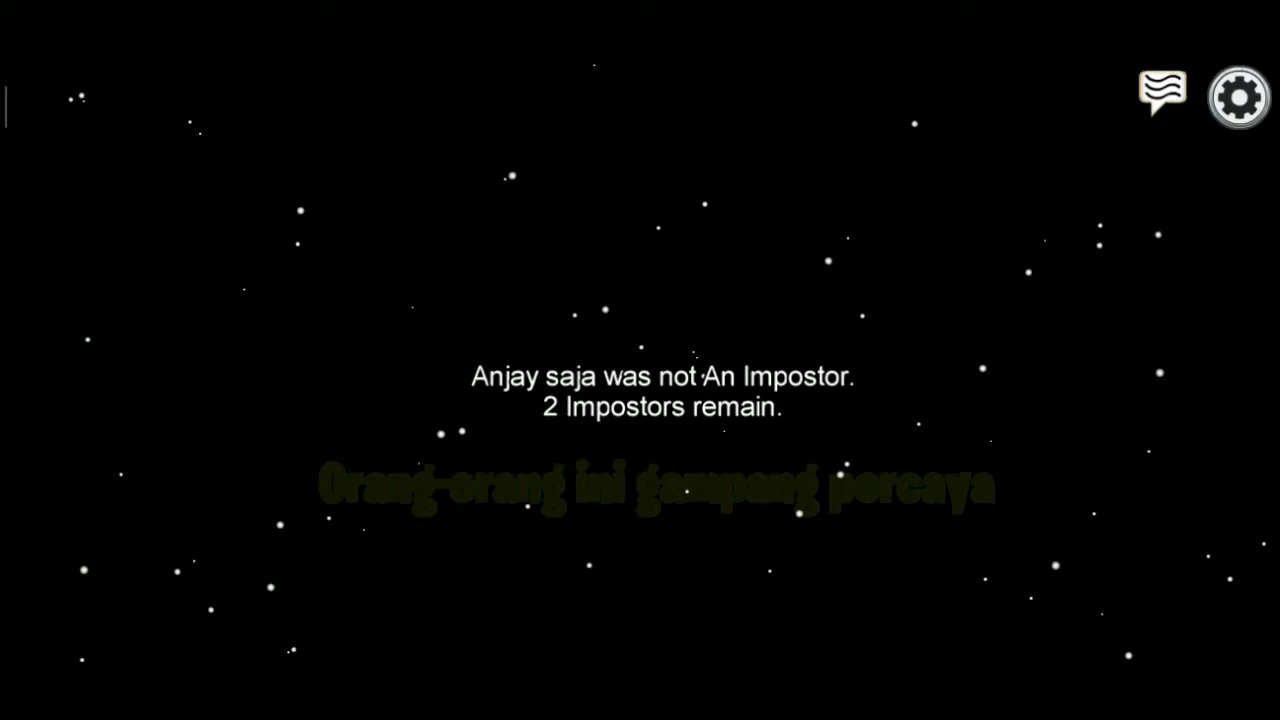 Anjay saja was not An Impostor.
2 Impostors remain.
Orang-orang ini gampang percaya